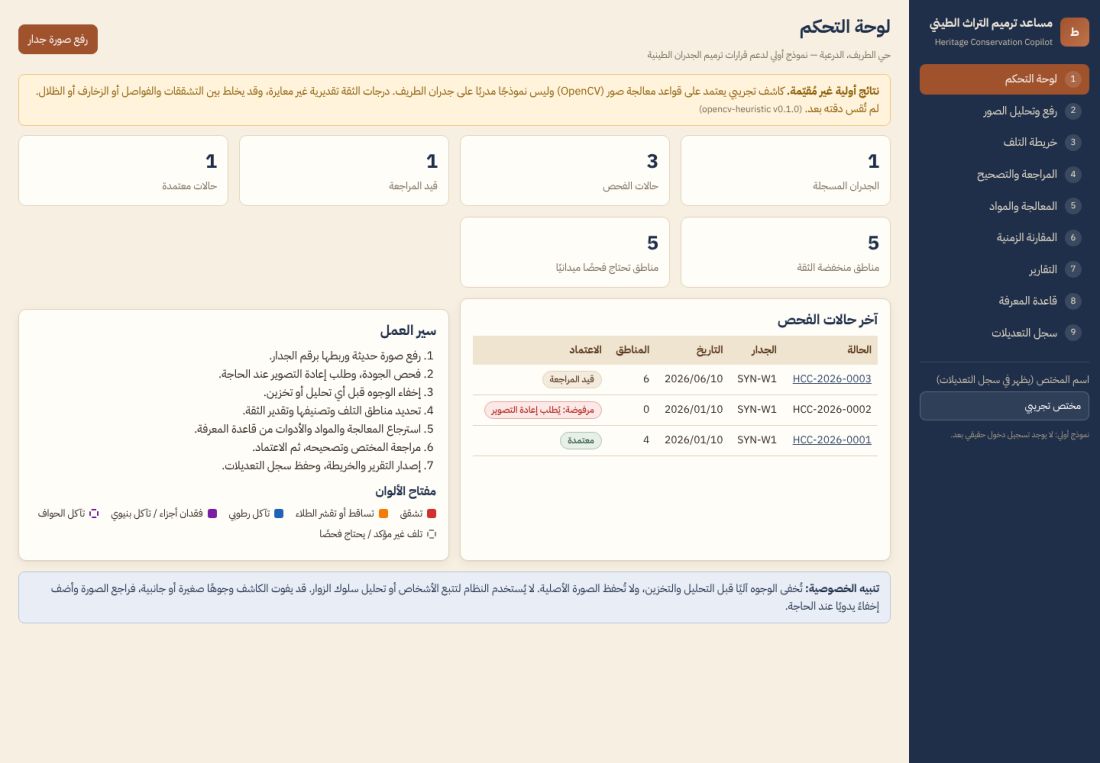 ط
مساعد ترميم التراث الطيني
Heritage Conservation Copilot
1 لوحة التحكم
2 رفع وتحليل الصور
3 خريطة التلف
4 المراجعة والتصحيح
5 المعالجة والمواد
6 المقارنة الزمنية
7 التقارير
8 قاعدة المعرفة
9 سجل التعديلات
اسم المختص (يظهر في سجل التعديلات)
مختص تجريبي
نموذج أولي: لا يوجد تسجيل دخول حقيقي بعد.
لوحة التحكم
حي الطريف، الدرعية — نموذج أولي لدعم قرارات ترميم الجدران الطينية
رفع صورة جدار
نتائج أولية غير مُقيّمة. كاشف تجريبي يعتمد على قواعد معالجة صور (OpenCV) وليس نموذجًا مدربًا على جدران الطريف. درجات الثقة تقديرية غير معايرة، وقد يخلط بين التشققات والفواصل أو الزخارف أو الظلال.
لم تُقَس دقته بعد. (opencv-heuristic v0.1.0)
1
الجدران المسجلة
3
حالات الفحص
1
قيد المراجعة
1
حالات معتمدة
5
مناطق منخفضة الثقة
5
مناطق تحتاج فحصًا ميدانيًا
آخر حالات الفحص
الحالة الجدار التاريخ المناطق الاعتماد
HCC-2026-0003 SYN-W1 2026/06/10 6 قيد المراجعة
HCC-2026-0002 SYN-W1 2026/01/10 0 مرفوضة: يُطلب إعادة التصوير
HCC-2026-0001 SYN-W1 2026/01/10 4 معتمدة
سير العمل
1. رفع صورة حديثة وربطها برقم الجدار.
2. فحص الجودة، وطلب إعادة التصوير عند الحاجة.
3. إخفاء الوجوه قبل أي تحليل أو تخزين.
4. تحديد مناطق التلف وتصنيفها وتقدير الثقة.
5. استرجاع المعالجة والمواد والأدوات من قاعدة المعرفة.
6. مراجعة المختص وتصحيحه، ثم الاعتماد.
7. إصدار التقرير والخريطة، وحفظ سجل التعديلات.
مفتاح الألوان
تشقق تساقط أو تقشر الطلاء تآكل رطوبي فقدان أجزاء / تآكل بنيوي تآكل الحواف
تلف غير مؤكد / يحتاج فحصًا
تنبيه الخصوصية: تُخفى الوجوه آليًا قبل التحليل والتخزين، ولا تُحفظ الصورة الأصلية. لا يُستخدم النظام لتتبع الأشخاص أو تحليل سلوك الزوار. قد يفوت الكاشف وجوهًا صغيرة أو جانبية، فراجع الصورة وأضف
إخفاءً يدويًا عند الحاجة.